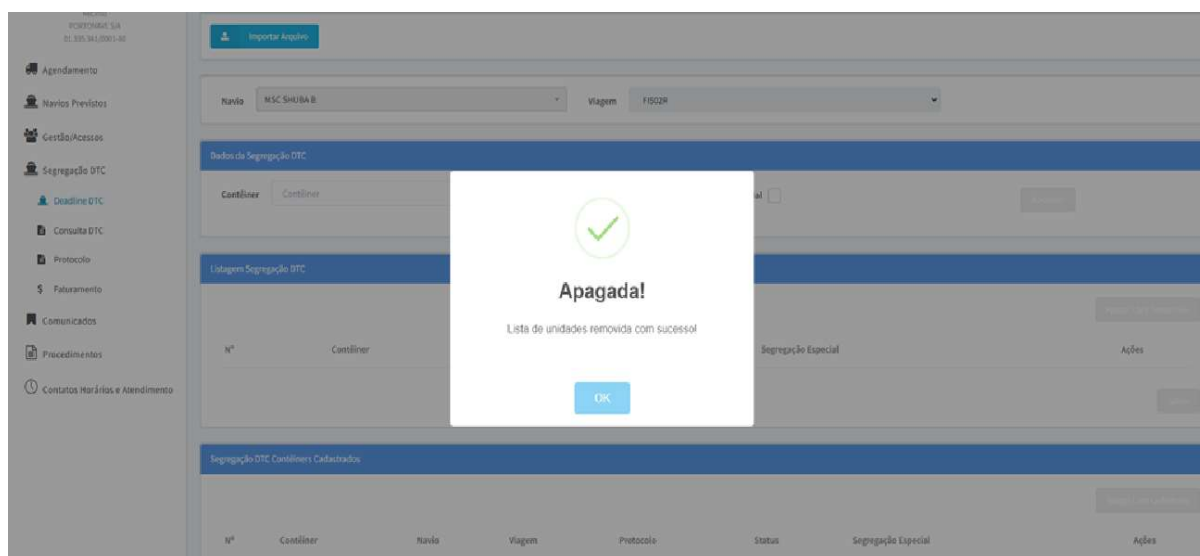 PORTONAVE S/A
Agendamento
Navios Previstos
Gestão/Acessos
Segregação DTC
Deadline DTC
Consulta DTC
Protocolo
$ Faturamento
Comunicados
Procedimentos
Contatos Horários e Atendimento
Importar Arquivo
Navio MSC SHUBA B Viagem FI502R
Dados da Segregação DTC
Contêiner Contêiner
Listagem Segregação DTC
Nº Contêiner Segregação Especial Ações
Apagada!
Lista de unidades removida com sucesso!
OK
Segregação DTC Contêiners Cadastrados
Nº Contêiner Navio Viagem Protocolo Status Segregação Especial Ações